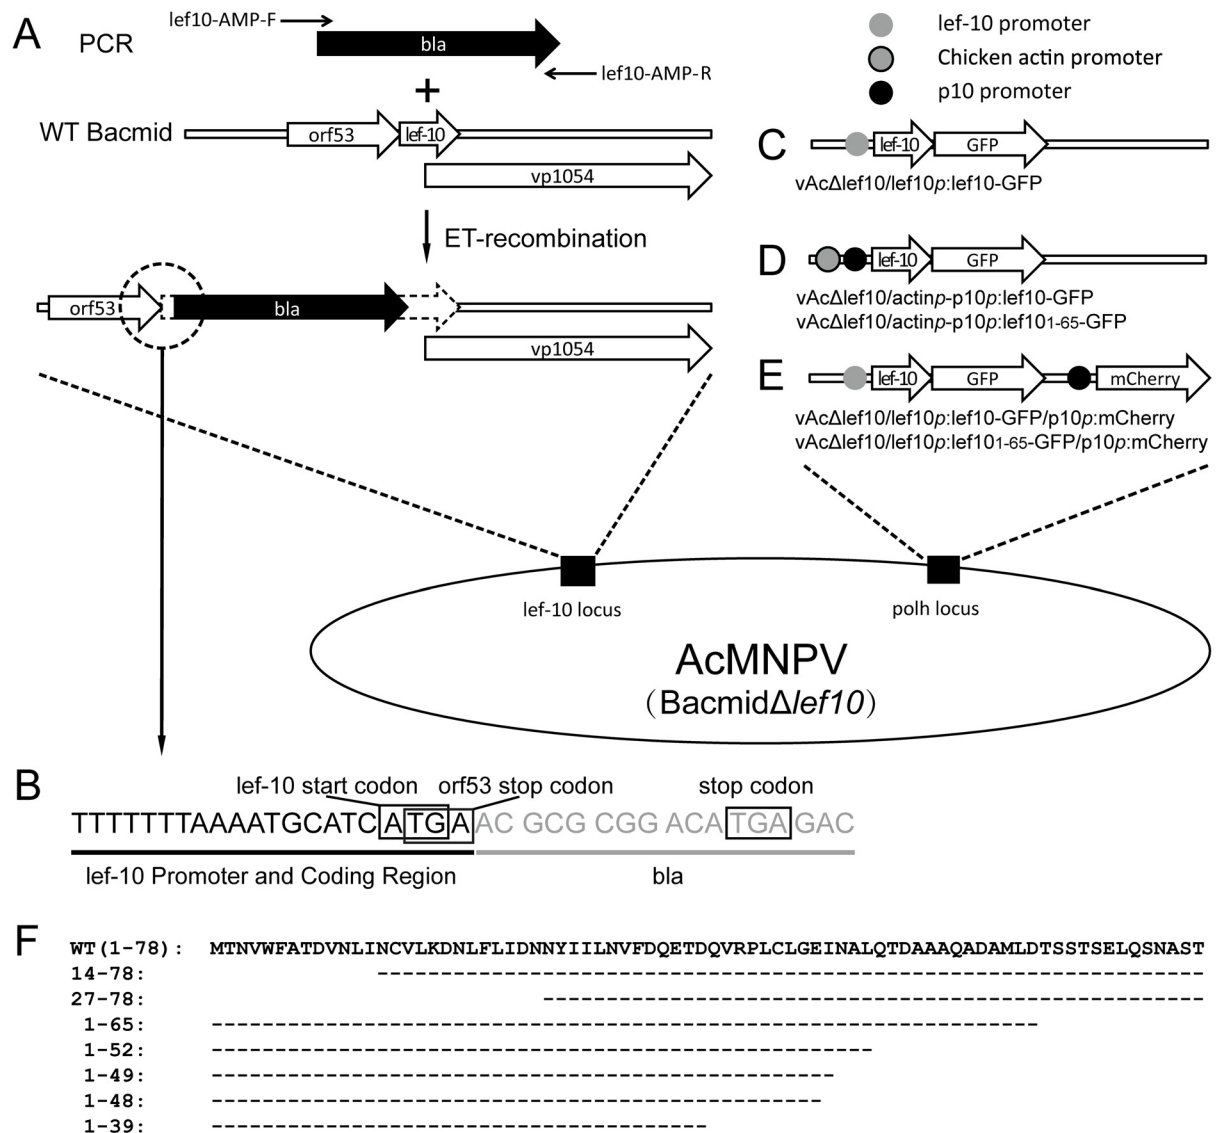 A
PCR
lef10-AMP-F
bla
lef10-AMP-R
+
WT Bacmid
orf53
lef-10
vp1054
ET-recombination
orf53
bla
vp1054
lef-10 promoter
Chicken actin promoter
p10 promoter
C
lef-10
GFP
vAcΔlef10/lef10p:lef10-GFP
D
lef-10
GFP
vAcΔlef10/actinp-p10p:lef10-GFP
vAcΔlef10/actinp-p10p:lef101-65-GFP
E
lef-10
GFP
mCherry
vAcΔlef10/lef10p:lef10-GFP/p10p:mCherry
vAcΔlef10/lef10p:lef101-65-GFP/p10p:mCherry
lef-10 locus
polh locus
AcMNPV
(BacmidΔlef10)
B
lef-10 start codon
orf53 stop codon
stop codon
TTTTTTTAAAATGCATCATGAAC GCG CGG ACA TGA GAC
lef-10 Promoter and Coding Region
bla
F
WT(1-78): MTNVWFATDVNLINCVLKDNLFLIDNNYIILNVFDQETDQVRPLCLGEINALQTDAAAQADAMLDTSSTSELQSNAST
14-78: -----------------------------------------------------------------
27-78: ----------------------------------------------------
1-65: -----------------------------------------------------------------
1-52: ----------------------------------------------------
1-49: -------------------------------------------------
1-48: ------------------------------------------------
1-39: ---------------------------------------